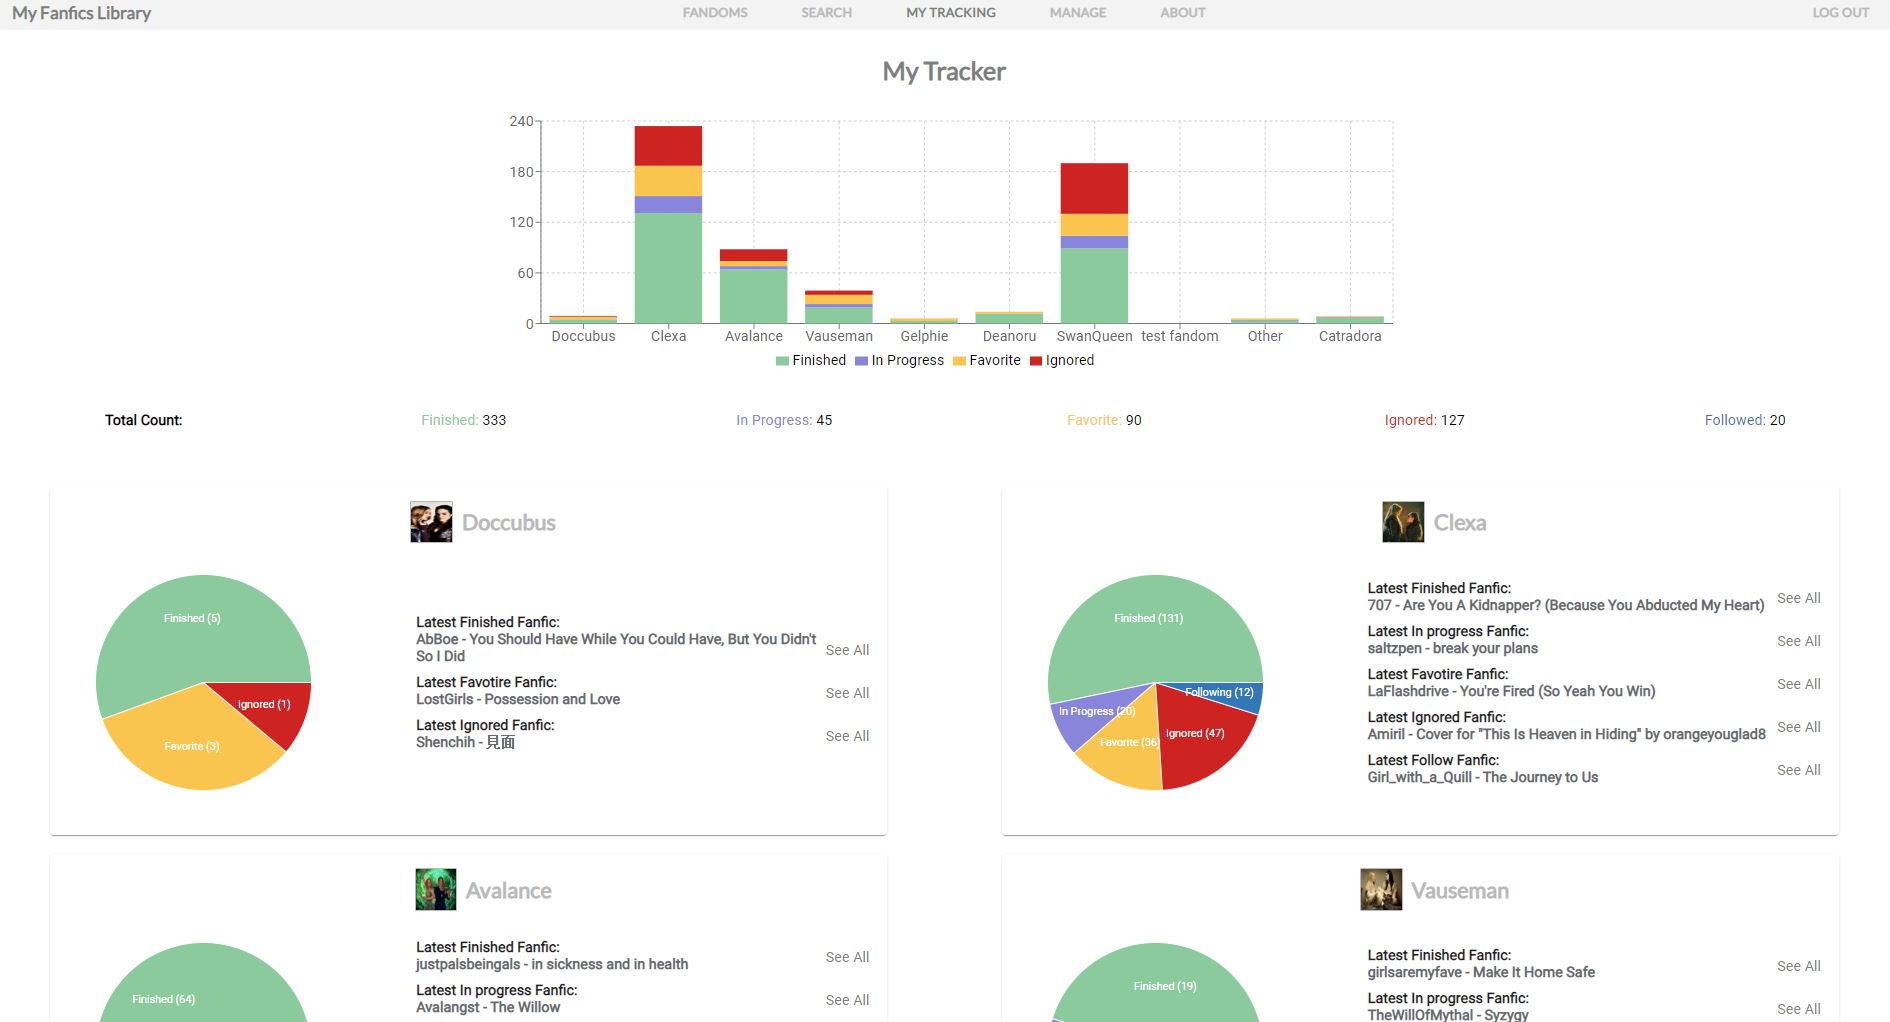 My Fanfics Library
FANDOMS SEARCH MY TRACKING MANAGE ABOUT
LOG OUT
My Tracker
240
180
120
60
0
Doccubus Clexa Avalance Vauseman Gelphie Deanoru SwanQueen test fandom Other Catradora
Finished In Progress Favorite Ignored
Total Count: Finished: 333 In Progress: 45 Favorite: 90 Ignored: 127 Followed: 20
Doccubus
Finished (5)
Ignored (1)
Favorite (3)
Latest Finished Fanfic:
AbBoe - You Should Have While You Could Have, But You Didn't
So I Did
See All
Latest Favotire Fanfic:
LostGirls - Possession and Love
See All
Latest Ignored Fanfic:
Shenchih - 見面
See All
Clexa
Finished (131)
Following (12)
In Progress (20)
Ignored (47)
Favorite (36)
Latest Finished Fanfic:
707 - Are You A Kidnapper? (Because You Abducted My Heart)
See All
Latest In progress Fanfic:
saltzpen - break your plans
See All
Latest Favotire Fanfic:
LaFlashdrive - You're Fired (So Yeah You Win)
See All
Latest Ignored Fanfic:
Amiril - Cover for "This Is Heaven in Hiding" by orangeyouglad8
See All
Latest Follow Fanfic:
Girl_with_a_Quill - The Journey to Us
See All
Avalance
Finished (64)
Latest Finished Fanfic:
justpalsbeingals - in sickness and in health
See All
Latest In progress Fanfic:
Avalangst - The Willow
See All
Vauseman
Finished (19)
Latest Finished Fanfic:
girlsaremyfave - Make It Home Safe
See All
Latest In progress Fanfic:
TheWillOfMythal - Syzygy
See All